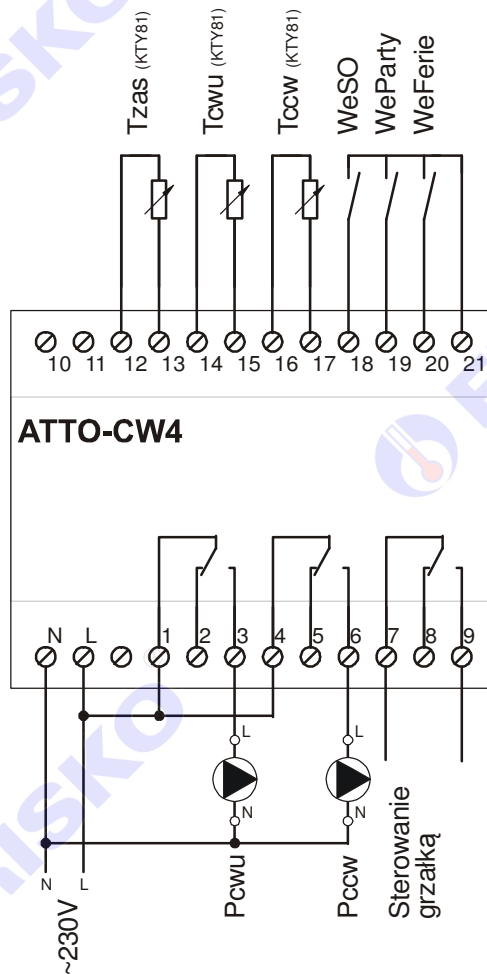 Tzas (KTY81)
Tcwu (KTY81)
Tccw (KTY81)
WeSO
WeParty
WeFerie
10 11 12 13 14 15 16 17 18 19 20 21
ATTO-CW4
N L 1 2 3 4 5 6 7 8 9
L L
N N
N L
~230V
Pcwu
Pccw
Sterowanie
grzałką